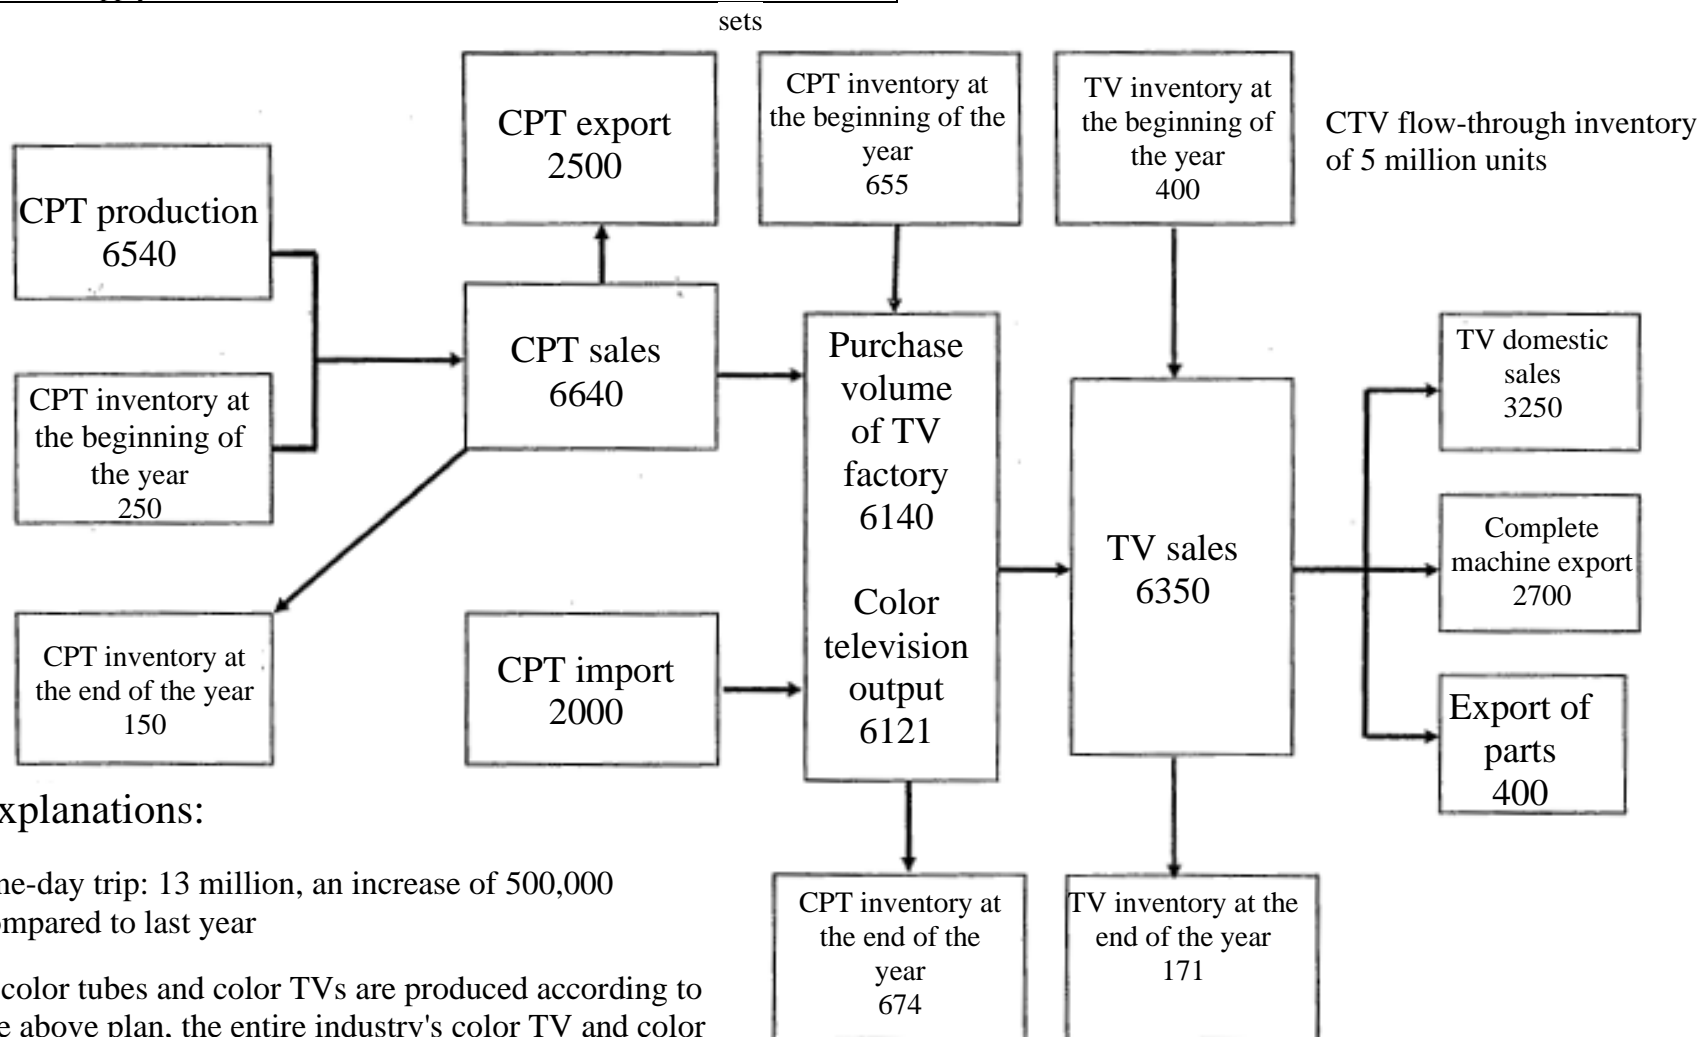 sets
CPT export
2500
CPT inventory at
the beginning of the
year
655
TV inventory at
the beginning of
the year
400
CTV flow-through inventory
of 5 million units
CPT production
6540
CPT sales
6640
Purchase
volume
of TV
factory
6140
Color
television
output
6121
TV domestic
sales
3250
CPT inventory at
the beginning of
the year
250
TV sales
6350
Complete
machine export
2700
CPT inventory at
the end of the year
150
CPT import
2000
Export of
parts
400
xplanations:
ne-day trip: 13 million, an increase of 500,000
ompared to last year
color tubes and color TVs are produced according to
e above plan, the entire industry's color TV and color
CPT inventory at
the end of the
year
674
TV inventory at the
end of the year
171